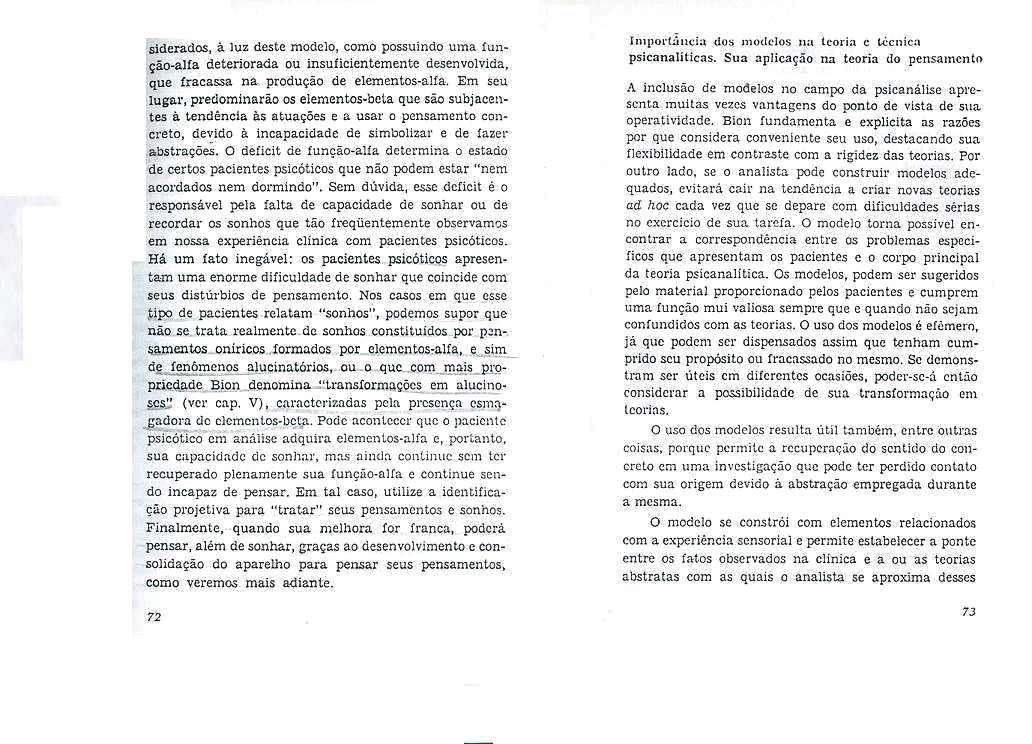 siderados, à luz deste modelo, como possuindo uma fun-
ção-alfa deteriorada ou insuficientemente desenvolvida,
que fracassa na produção de elementos-alfa. Em seu
lugar, predominarão os elementos-beta que são subjacen-
tes à tendência às atuações e a usar o pensamento con-
creto, devido à incapacidade de simbolizar e de fazer
abstrações. O deficit de função-alfa determina o estado
de certos pacientes psicóticos que não podem estar "nem
acordados nem dormindo". Sem dúvida, esse deficit é o
responsável pela falta de capacidade de sonhar ou de
recordar os sonhos que tão freqüentemente observamos
em nossa experiência clínica com pacientes psicóticos.
Há um fato inegável: os pacientes psicóticos apresen-
tam uma enorme dificuldade de sonhar que coincide com
seus distúrbios de pensamento. Nos casos em que esse
tipo de pacientes relatam "sonhos", podemos supor que
não se trata realmente de sonhos constituídos por pen-
samentos oníricos formados por elementos-alfa, e sim
de fenômenos alucinatórios, ou o que com mais pro-
priedade Bion denomina "transformações em alucino-
ses" (ver cap. V), caracterizadas pela presença esma-
gadora de elementos-beta. Pode acontecer que o paciente
psicótico em análise adquira elementos-alfa e, portanto,
sua capacidade de sonhar, mas ainda continue sem ter
recuperado plenamente sua função-alfa e continue sen-
do incapaz de pensar. Em tal caso, utilize a identifica-
ção projetiva para "tratar" seus pensamentos e sonhos.
Finalmente, quando sua melhora for franca, poderá
pensar, além de sonhar, graças ao desenvolvimento e con-
solidação do aparelho para pensar seus pensamentos,
como veremos mais adiante.
72
Importância dos modelos na teoria e técnica
psicanalíticas. Sua aplicação na teoria do pensamento
A inclusão de modelos no campo da psicanálise apre-
senta muitas vezes vantagens do ponto de vista de sua
operatividade. Bion fundamenta e explicita as razões
por que considera conveniente seu uso, destacando sua
flexibilidade em contraste com a rigidez das teorias. Por
outro lado, se o analista pode construir modelos ade-
quados, evitará cair na tendência a criar novas teorias
ad hoc cada vez que se depare com dificuldades sérias
no exercício de sua tarefa. O modelo torna possível en-
contrar a correspondência entre os problemas especí-
ficos que apresentam os pacientes e o corpo principal
da teoria psicanalítica. Os modelos, podem ser sugeridos
pelo material proporcionado pelos pacientes e cumprem
uma função mui valiosa sempre que e quando não sejam
confundidos com as teorias. O uso dos modelos é efêmero,
já que podem ser dispensados assim que tenham cum-
prido seu propósito ou fracassado no mesmo. Se demons-
tram ser úteis em diferentes ocasiões, poder-se-á então
considerar a possibilidade de sua transformação em
teorias.
O uso dos modelos resulta útil também, entre outras
coisas, porque permite a recuperação do sentido do con-
creto em uma investigação que pode ter perdido contato
com sua origem devido à abstração empregada durante
a mesma.
O modelo se constrói com elementos relacionados
com a experiência sensorial e permite estabelecer a ponte
entre os fatos observados na clínica e a ou as teorias
abstratas com as quais o analista se aproxima desses
73